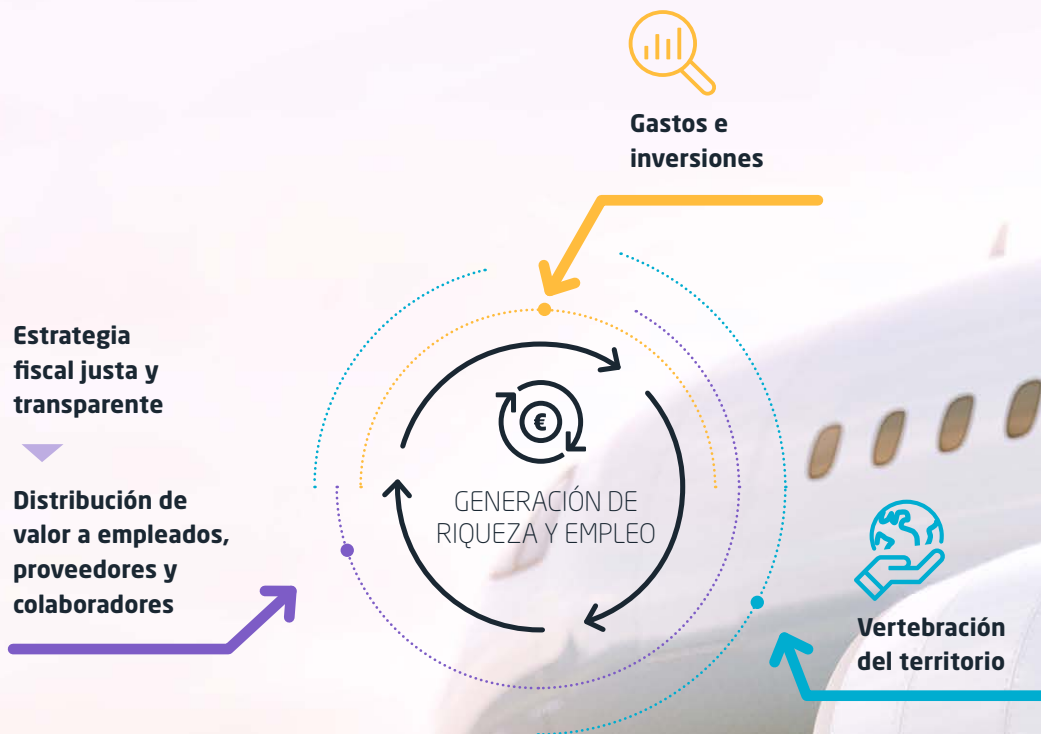 Gastos e
inversiones
Estrategia
fiscal justa y
transparente
Distribución de
valor a empleados,
proveedores y
colaboradores
€
GENERACIÓN DE
RIQUEZA Y EMPLEO
Vertebración
del territorio